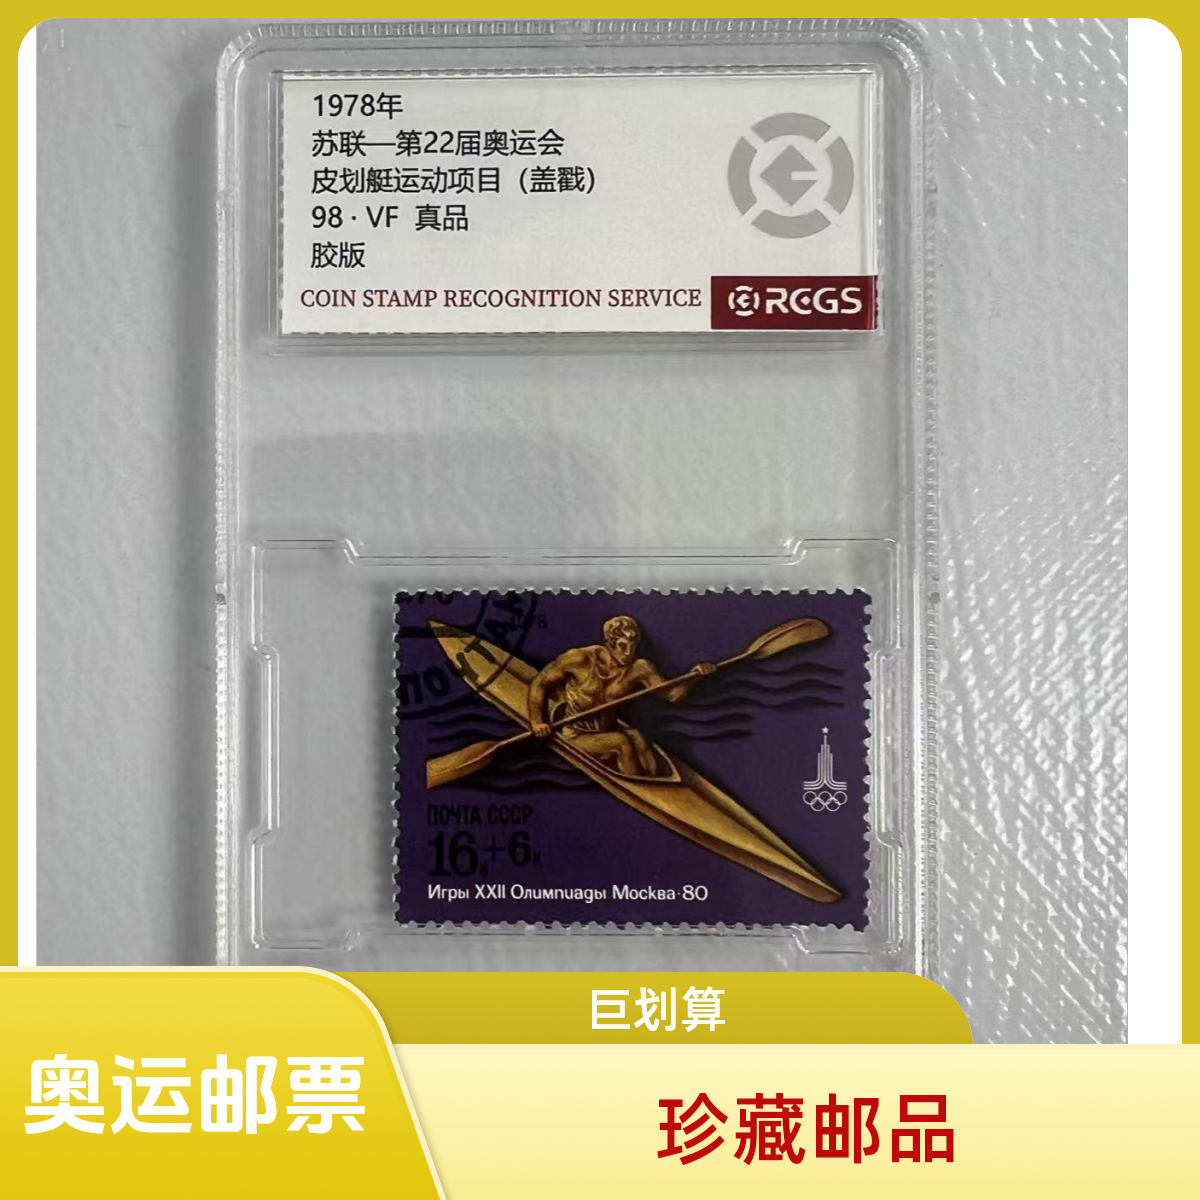 1978年
苏联—第22届奥运会
皮划艇运动项目（盖戳）
98 · VF 真品
胶版
COIN STAMP RECOGNITION SERVICE
RCGS
1978
ПОЧТА
ПОЧТА СССР
16к+6к
Игры XXII Олимпиады Москва·80
巨划算
奥运邮票
珍藏邮品